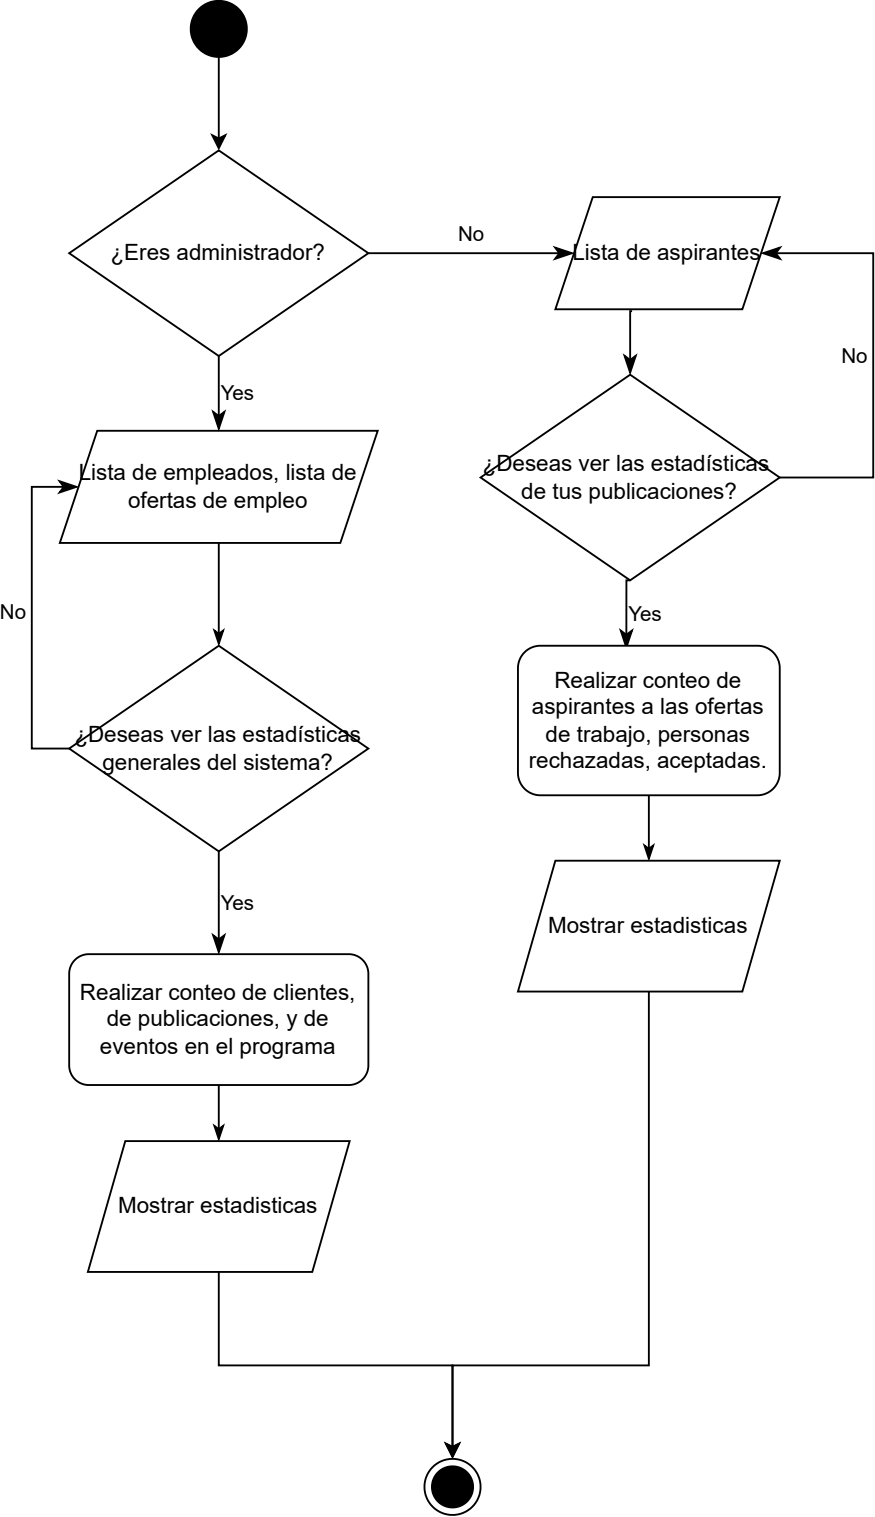 ¿Eres administrador?
No
Lista de aspirantes
No
Yes
Lista de empleados, lista de
ofertas de empleo
¿Deseas ver las estadísticas
de tus publicaciones?
No
Yes
¿Deseas ver las estadísticas
generales del sistema?
Realizar conteo de
aspirantes a las ofertas
de trabajo, personas
rechazadas, aceptadas.
Yes
Mostrar estadisticas
Realizar conteo de clientes,
de publicaciones, y de
eventos en el programa
Mostrar estadisticas